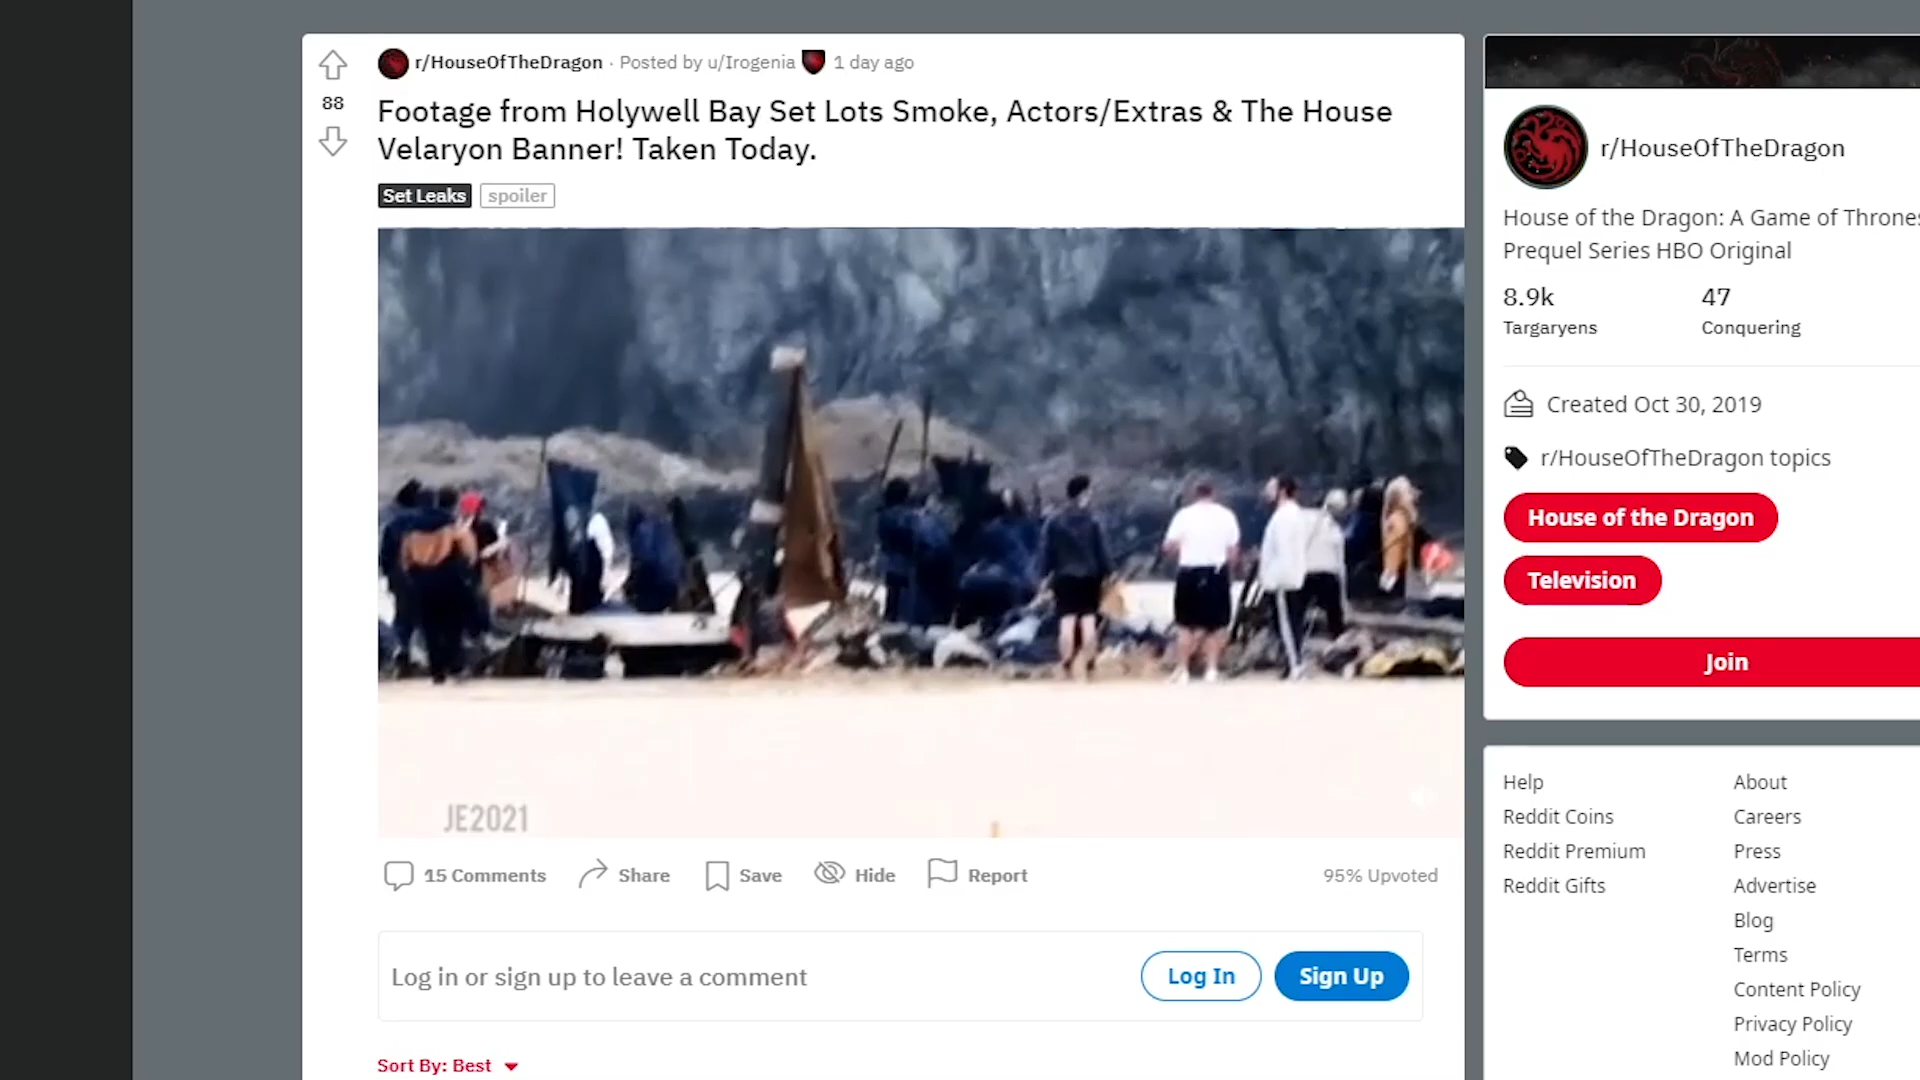 r/HouseOfTheDragon · Posted by u/Irogenia 1 day ago
88
Footage from Holywell Bay Set Lots Smoke, Actors/Extras & The House
Velaryon Banner! Taken Today.
Set Leaks spoiler
JE2021
15 Comments Share Save Hide Report 95% Upvoted
Log in or sign up to leave a comment Log In Sign Up
Sort By: Best
r/HouseOfTheDragon
House of the Dragon: A Game of Thrones
Prequel Series HBO Original
8.9k 47
Targaryens Conquering
Created Oct 30, 2019
r/HouseOfTheDragon topics
House of the Dragon
Television
Join
Help About
Reddit Coins Careers
Reddit Premium Press
Reddit Gifts Advertise
Blog
Terms
Content Policy
Privacy Policy
Mod Policy